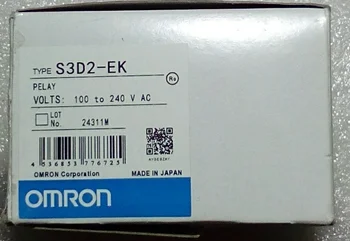 TYPE S3D2-EK
PELAY
VOLTS: 100 to 240 V AC
LOT
No. 24311M
4 536853 776725
OMRON Corporation MADE IN JAPAN
OMRON